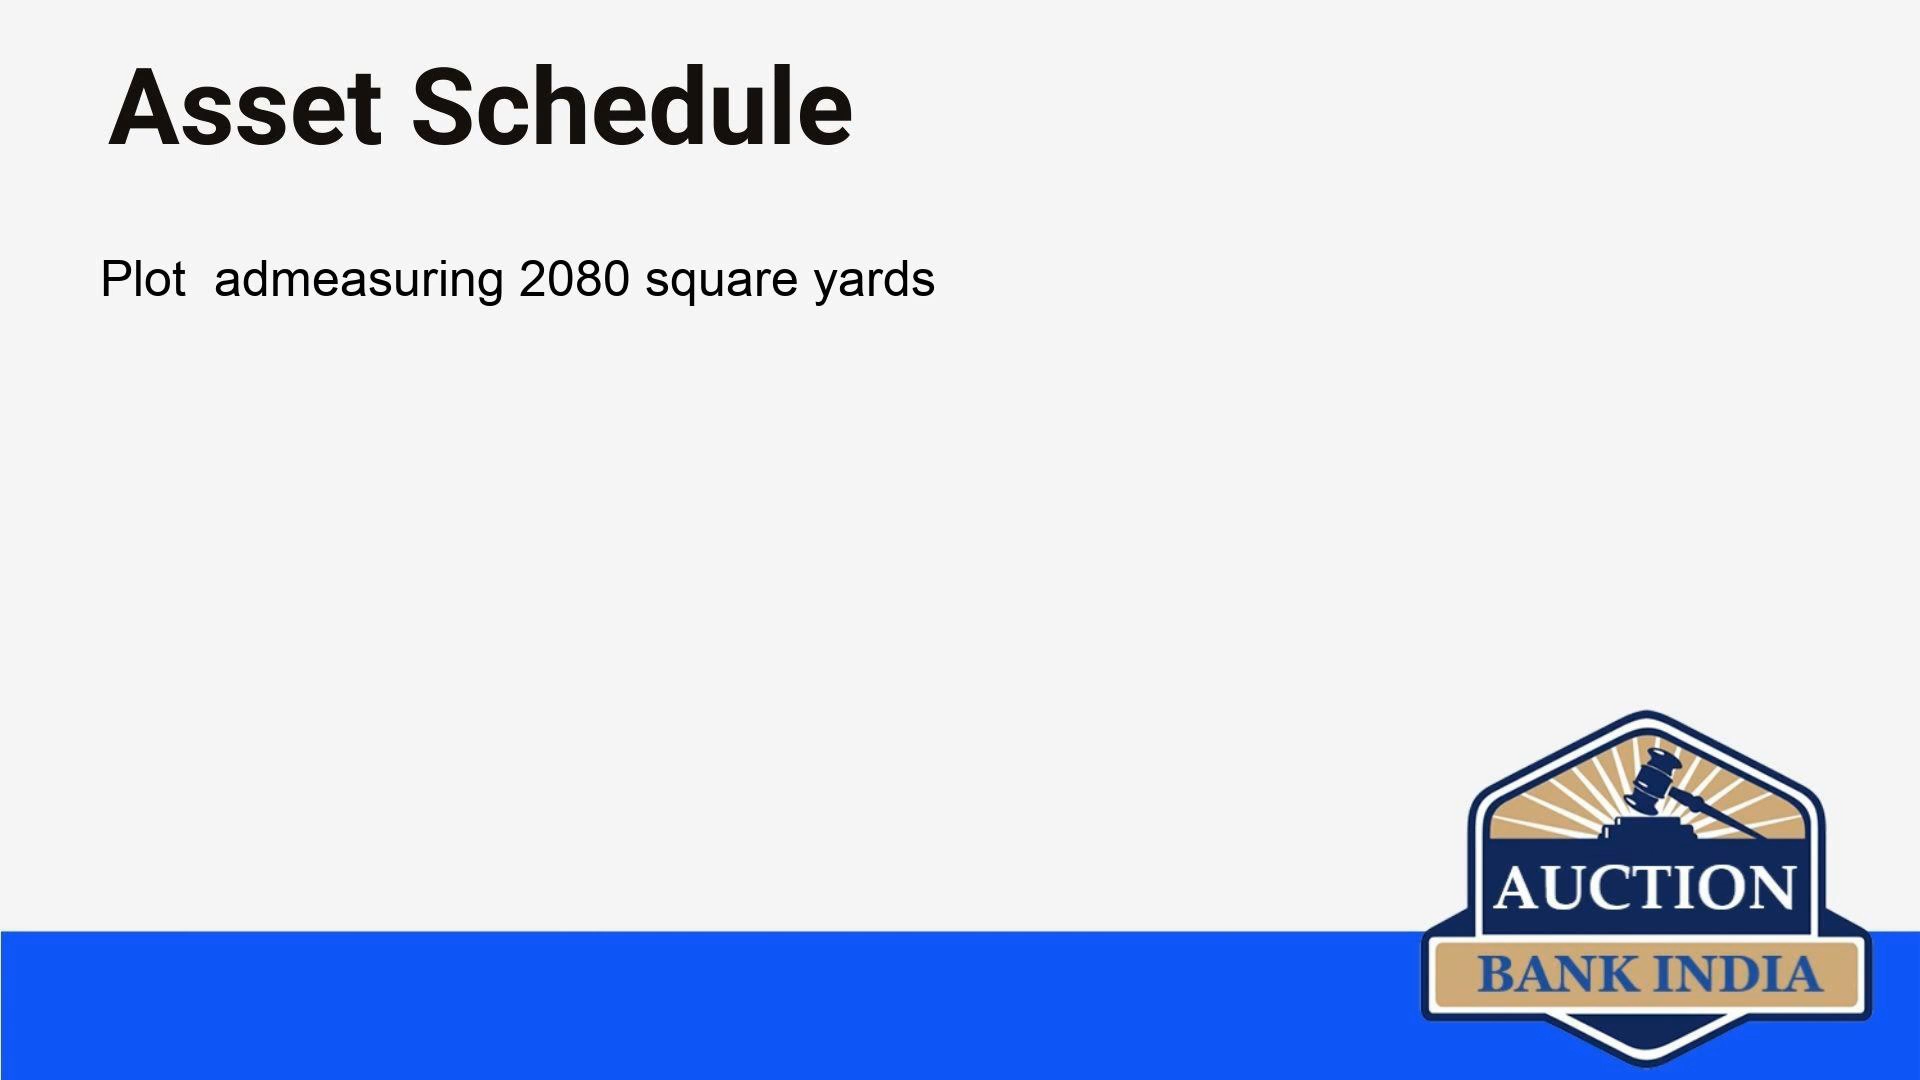 Asset Schedule
Plot  admeasuring 2080 square yards
AUCTION
BANK INDIA